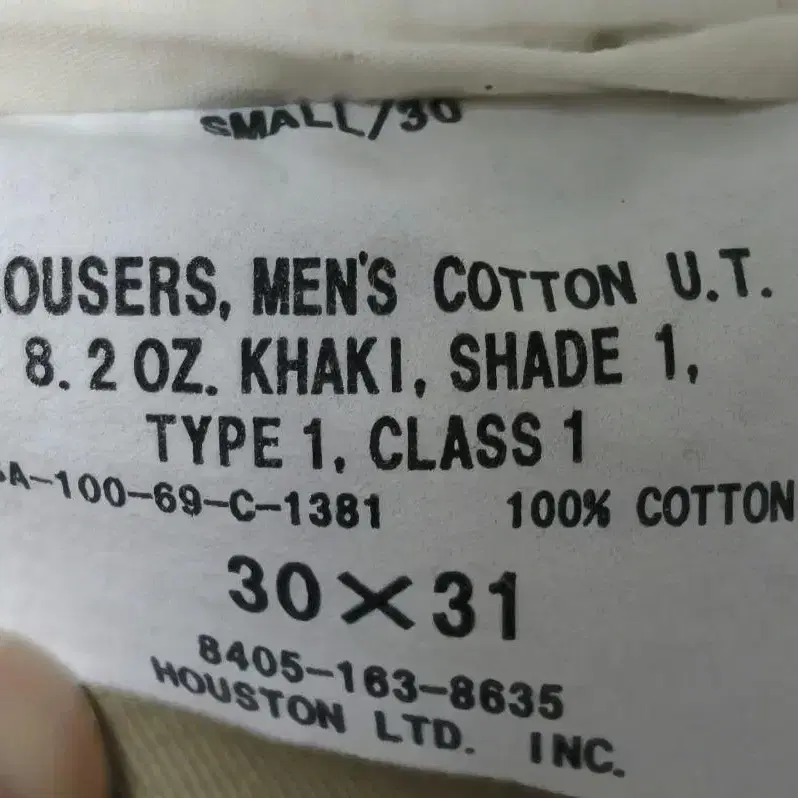 SMALL/30
OUSERS, MEN'S COTTON U.T.
8.2 OZ. KHAKI, SHADE 1,
TYPE 1, CLASS 1
A-100-69-C-1381 100% COTTON
30×31
8405-163-8635
HOUSTON LTD. INC.